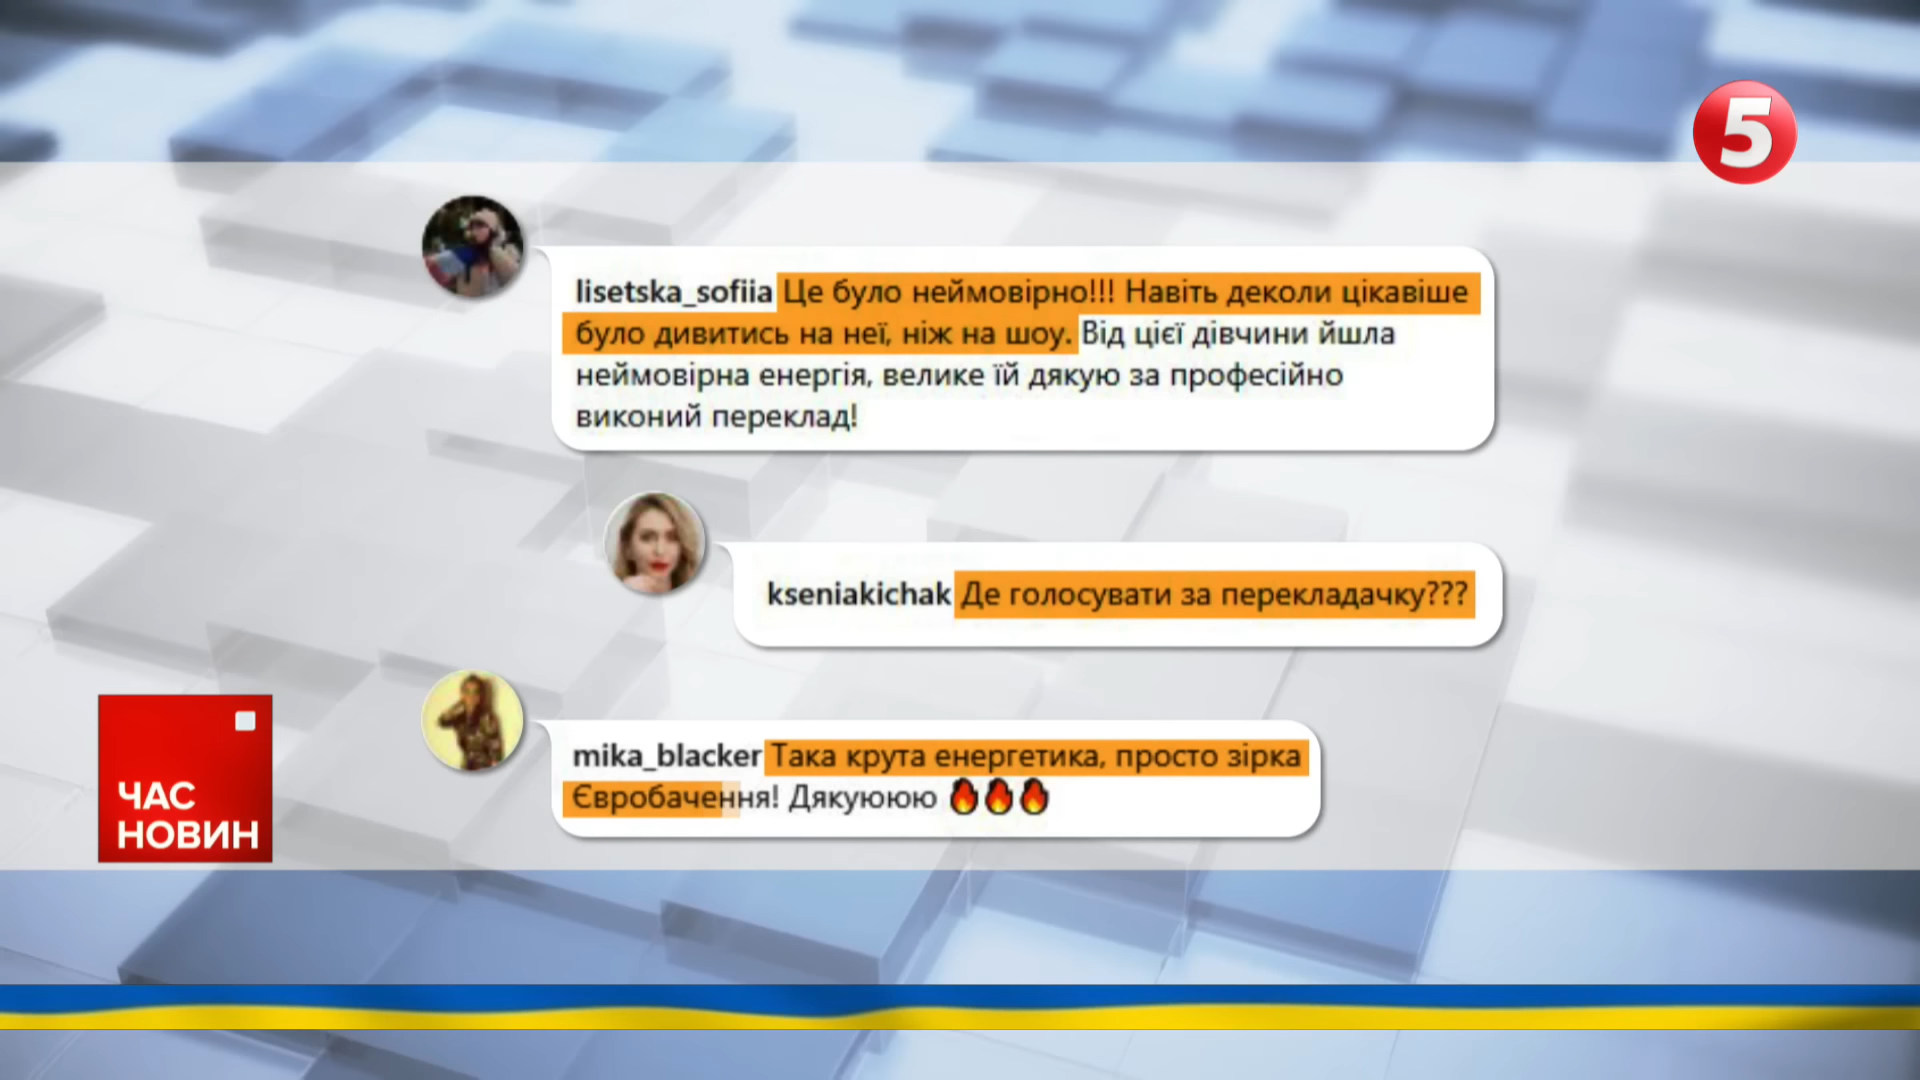 5
lisetska_sofiia Це було неймовірно!!! Навіть деколи цікавіше
було дивитись на неї, ніж на шоу. Від цієї дівчини йшла
неймовірна енергія, велике їй дякую за професійно
виконий переклад!
kseniakichak Де голосувати за перекладачку???
mika_blacker Така крута енергетика, просто зірка
Євробачення! Дякуююю 🔥🔥🔥
ЧАС
НОВИН